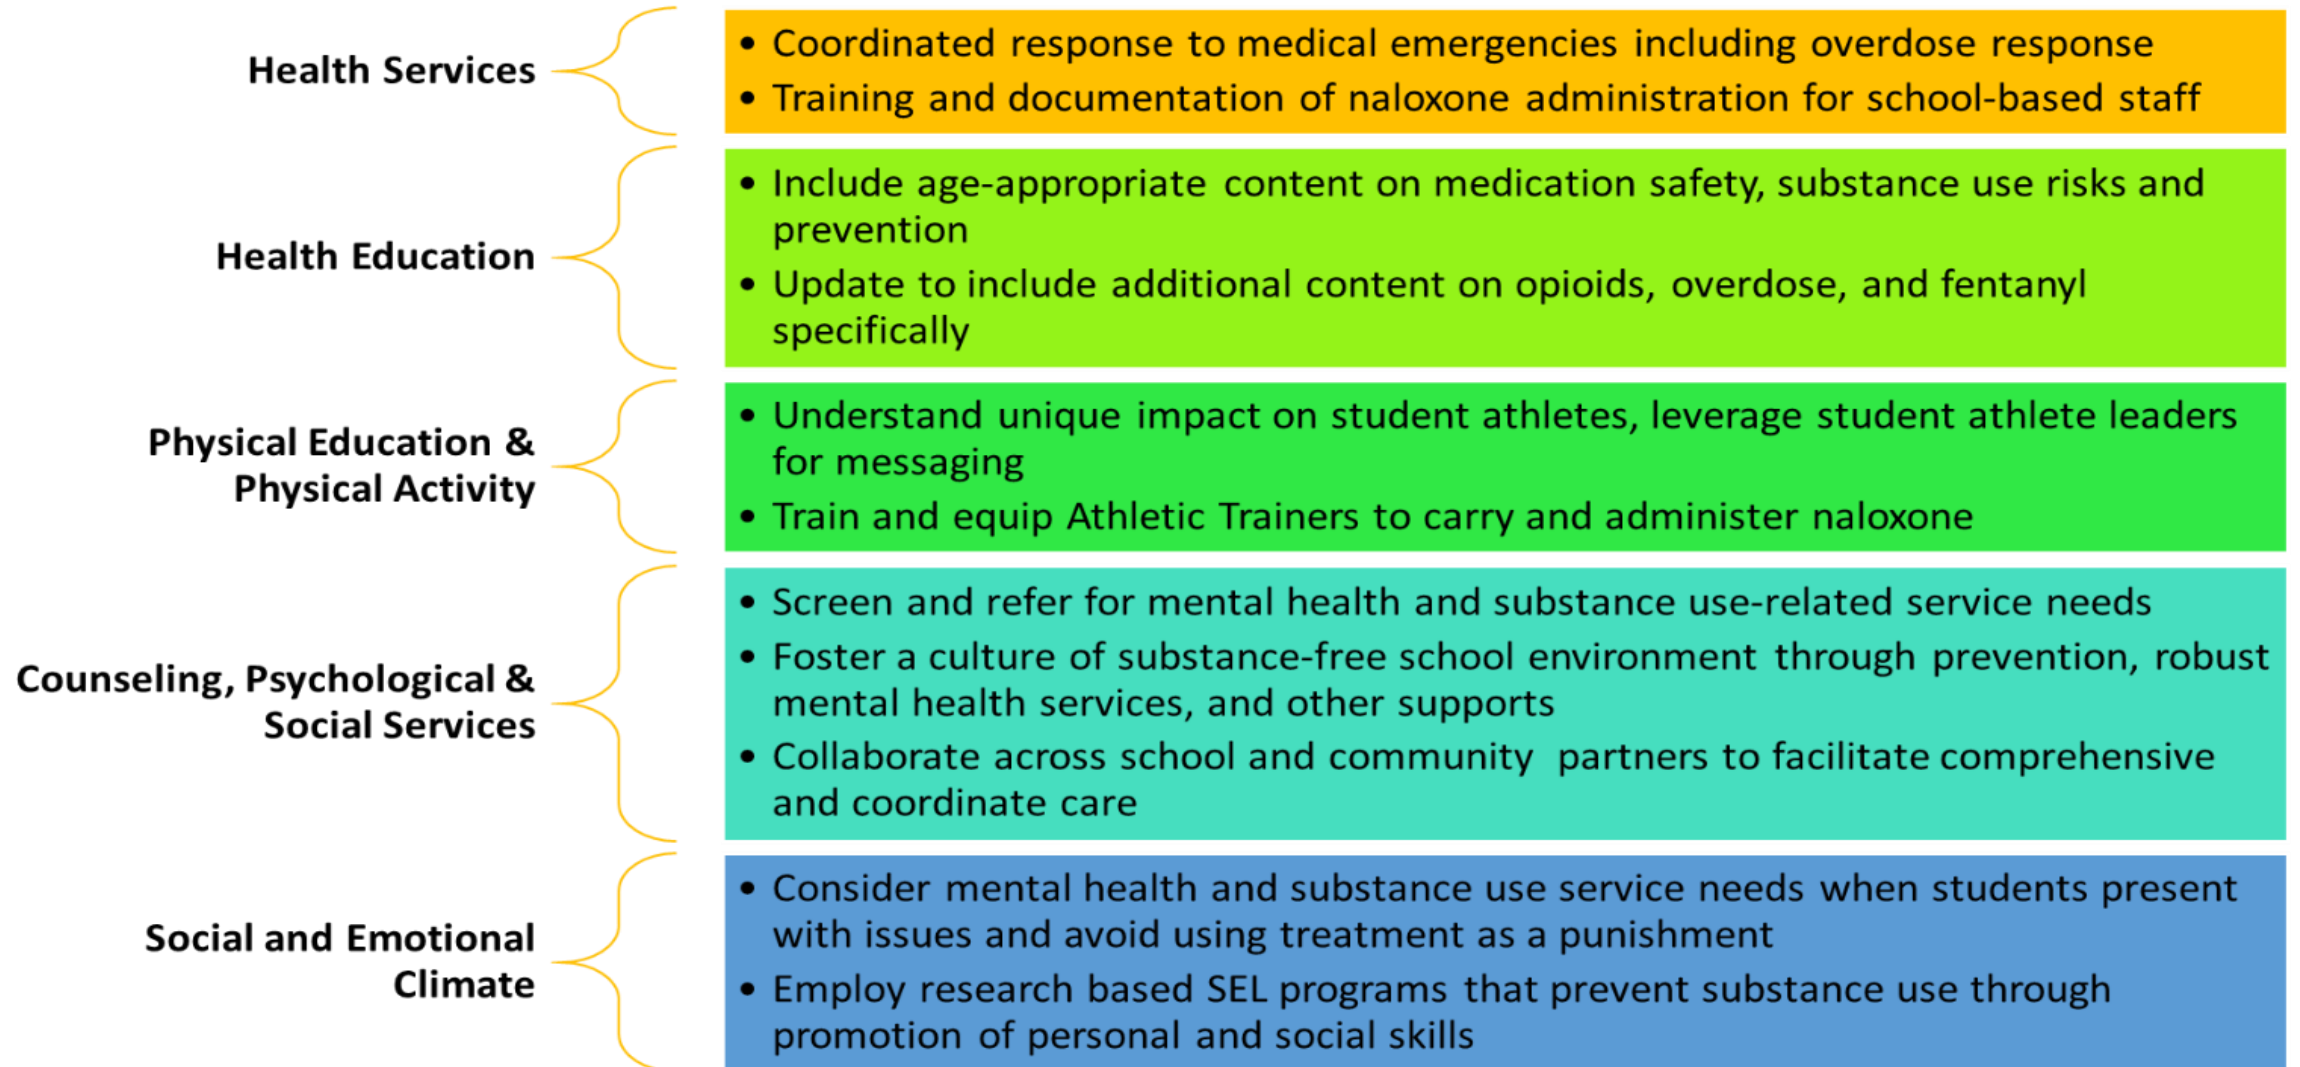 Health Services
• Coordinated response to medical emergencies including overdose response
• Training and documentation of naloxone administration for school-based staff
Health Education
• Include age-appropriate content on medication safety, substance use risks and
prevention
• Update to include additional content on opioids, overdose, and fentanyl
specifically
Physical Education &
Physical Activity
• Understand unique impact on student athletes, leverage student athlete leaders
for messaging
• Train and equip Athletic Trainers to carry and administer naloxone
Counseling, Psychological &
Social Services
• Screen and refer for mental health and substance use-related service needs
• Foster a culture of substance-free school environment through prevention, robust
mental health services, and other supports
• Collaborate across school and community partners to facilitate comprehensive
and coordinate care
Social and Emotional
Climate
• Consider mental health and substance use service needs when students present
with issues and avoid using treatment as a punishment
• Employ research based SEL programs that prevent substance use through
promotion of personal and social skills